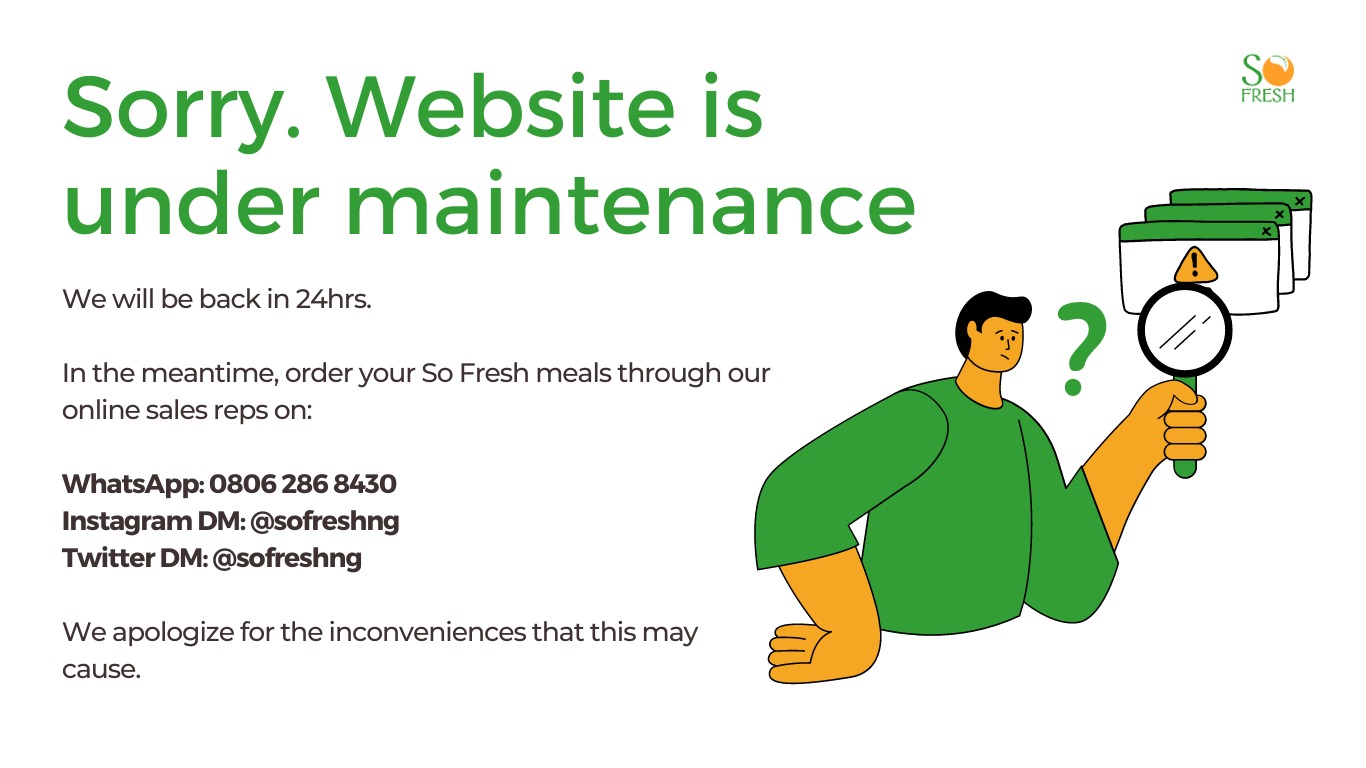 Sorry. Website is
under maintenance
SO
FRESH
We will be back in 24hrs.
In the meantime, order your So Fresh meals through our
online sales reps on:
WhatsApp: 0806 286 8430
Instagram DM: @sofreshng
Twitter DM: @sofreshng
We apologize for the inconveniences that this may
cause.
?
!